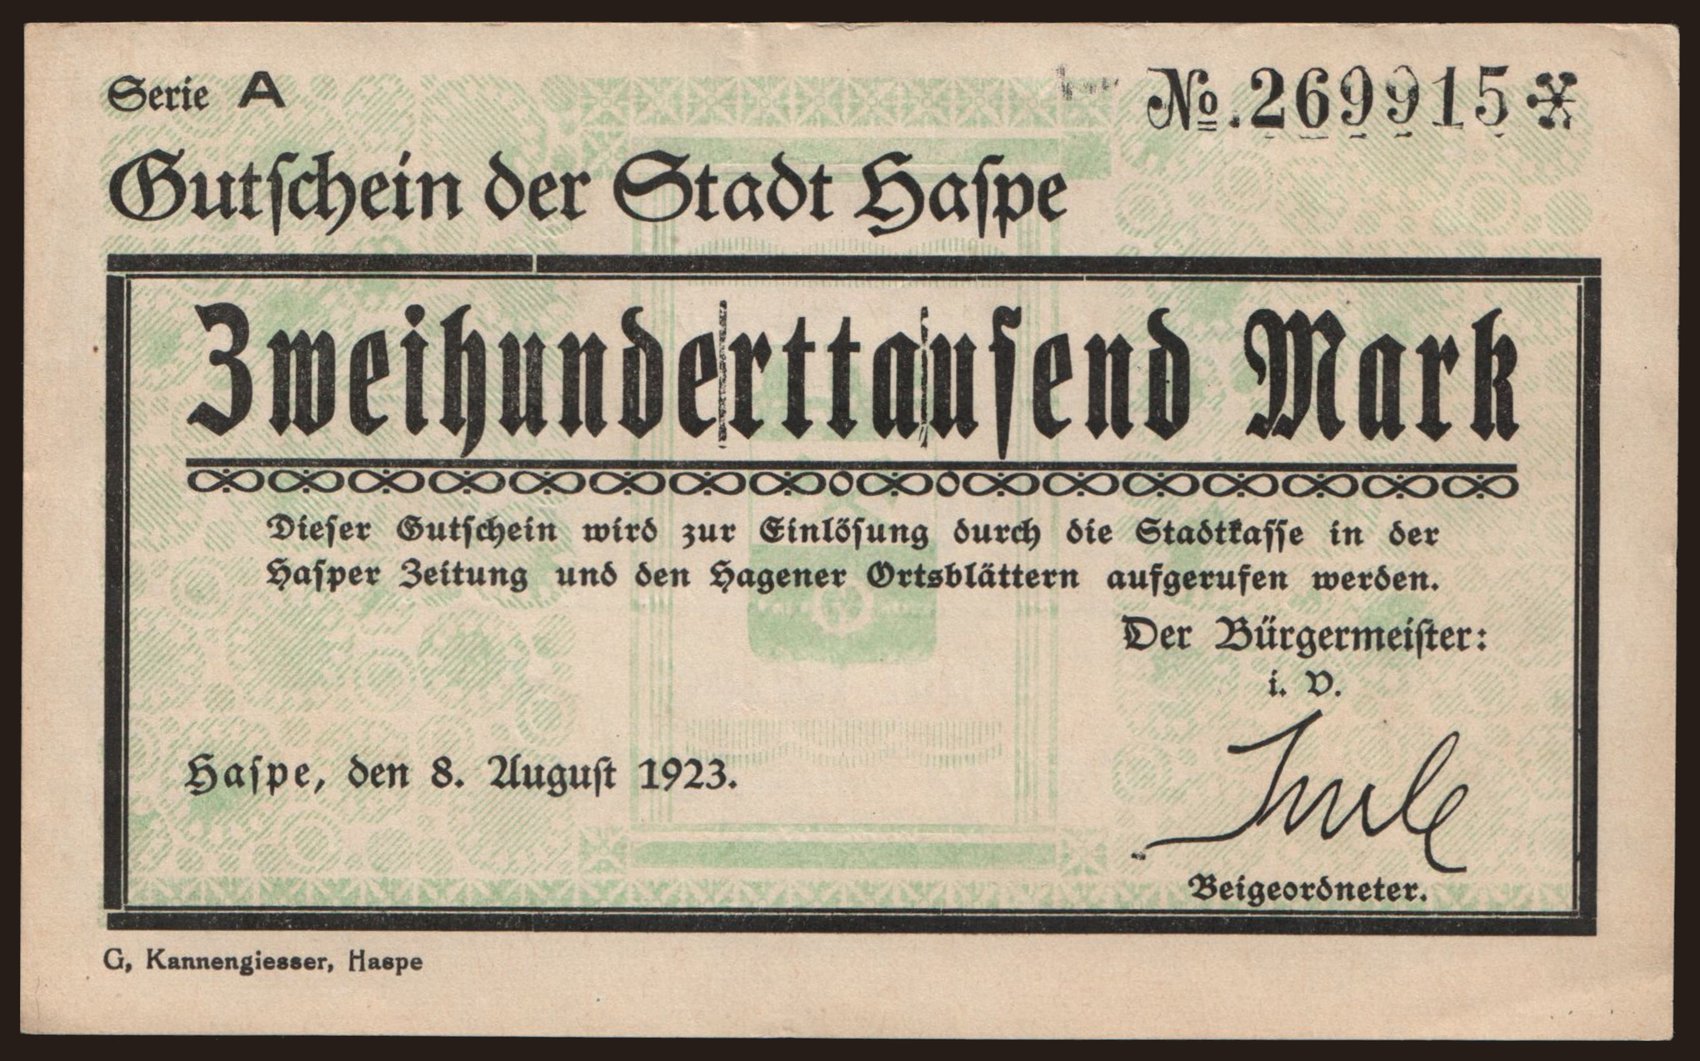 Serie A
No. 269915
Gutschein der Stadt Haspe
Zweihunderttausend Mark
Dieser Gutschein wird zur Einlösung durch die Stadtkasse in der
Hasper Zeitung und den Hagener Ortsblättern aufgerufen werden.
Der Bürgermeister:
i. V.
Haspe, den 8. August 1923.
Beigeordneter.
G, Kannengiesser, Haspe